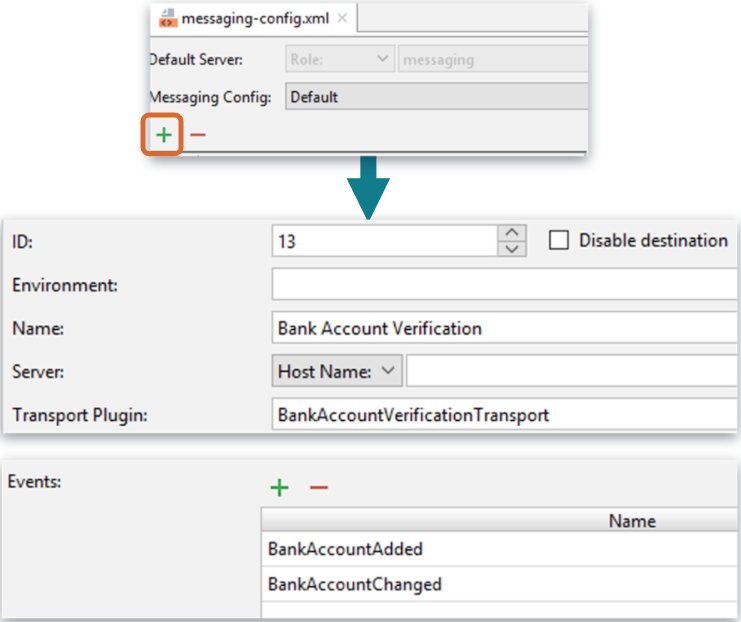 messaging-config.xml
Default Server: Role: messaging
Messaging Config: Default
ID: 13 Disable destination
Environment:
Name: Bank Account Verification
Server: Host Name:
Transport Plugin: BankAccountVerificationTransport
Events:
Name
BankAccountAdded
BankAccountChanged